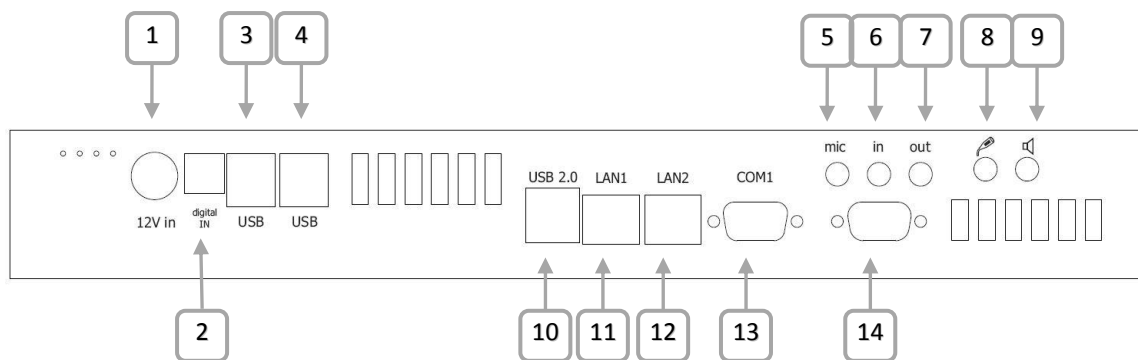 1 3 4 5 6 7 8 9
mic in out
USB 2.0 LAN1 LAN2 COM1
12V in digital IN USB USB
2 10 11 12 13 14